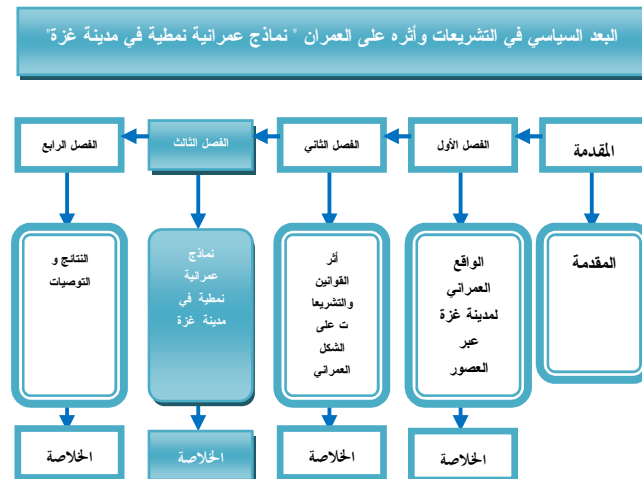 البعد السياسي في التشريعات وأثره على العمران " نماذج عمرانية نمطية في مدينة غزة"
المقدمة
الفصل الأول
الفصل الثاني
الفصل الثالث
الفصل الرابع
المقدمة
الواقع
العمراني
لمدينة غزة
عبر
العصور
أثر
القوانين
والتشريعا
ت على
الشكل
العمراني
نماذج
عمرانية
نمطية في
مدينة غزة
النتائج و
التوصيات
الخلاصة
الخلاصة
الخلاصة
الخلاصة